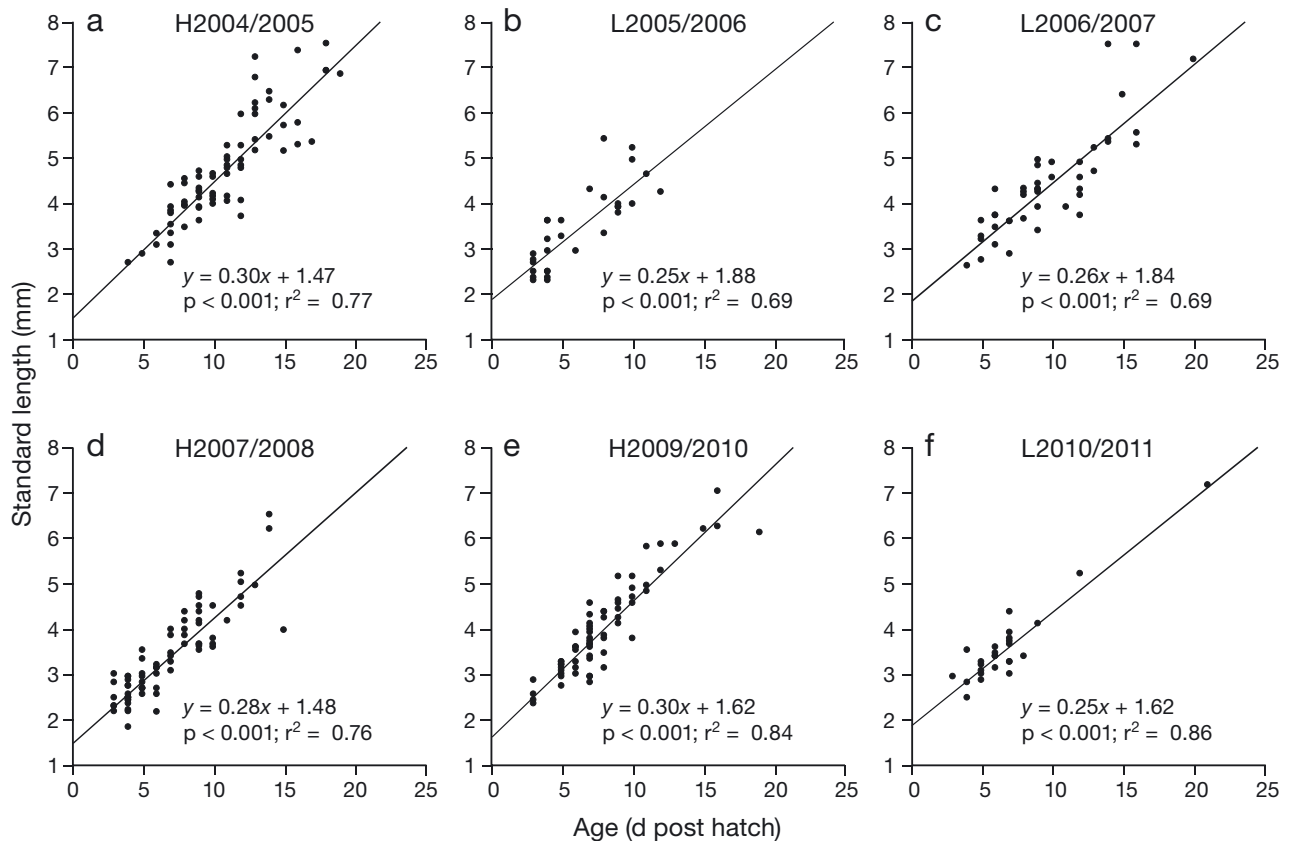 a H2004/2005
b L2005/2006
c L2006/2007
8 7 6 5 4 3 2 1
8 7 6 5 4 3 2 1
8 7 6 5 4 3 2 1
y = 0.30x + 1.47
p < 0.001; r² = 0.77
y = 0.25x + 1.88
p < 0.001; r² = 0.69
y = 0.26x + 1.84
p < 0.001; r² = 0.69
0 5 10 15 20 25
0 5 10 15 20 25
0 5 10 15 20 25
Standard length (mm)
d H2007/2008
e H2009/2010
f L2010/2011
8 7 6 5 4 3 2 1
8 7 6 5 4 3 2 1
8 7 6 5 4 3 2 1
y = 0.28x + 1.48
p < 0.001; r² = 0.76
y = 0.30x + 1.62
p < 0.001; r² = 0.84
y = 0.25x + 1.62
p < 0.001; r² = 0.86
0 5 10 15 20 25
0 5 10 15 20 25
0 5 10 15 20 25
Age (d post hatch)